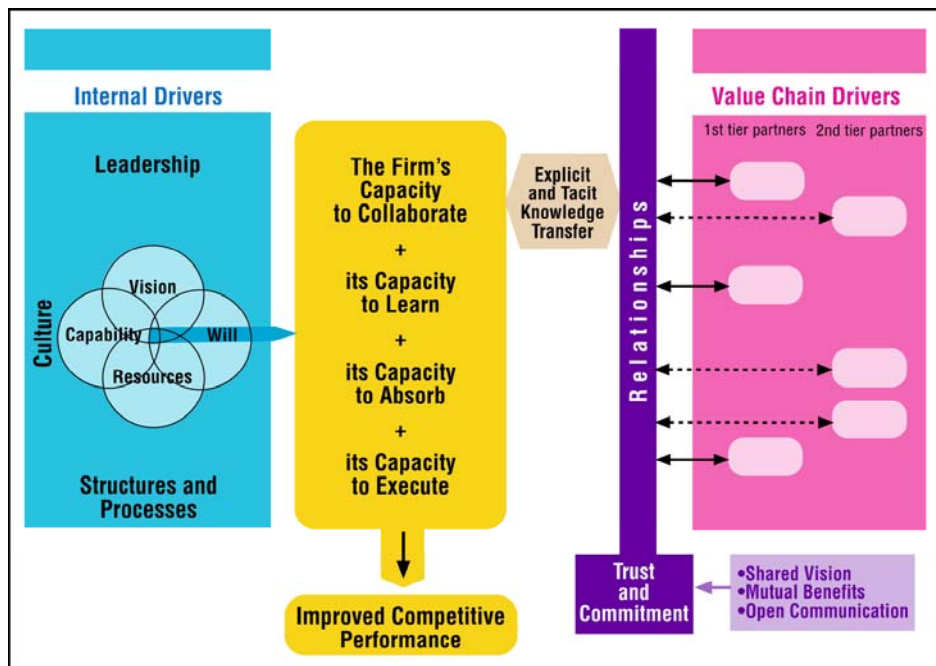 Internal Drivers
Leadership
Culture
Vision
Capability
Will
Resources
Structures and
Processes
The Firm's
Capacity
to Collaborate
+
its Capacity
to Learn
+
its Capacity
to Absorb
+
its Capacity
to Execute
Improved Competitive
Performance
Explicit
and Tacit
Knowledge
Transfer
Relationships
Trust
and
Commitment
Value Chain Drivers
1st tier partners
2nd tier partners
•Shared Vision
•Mutual Benefits
•Open Communication